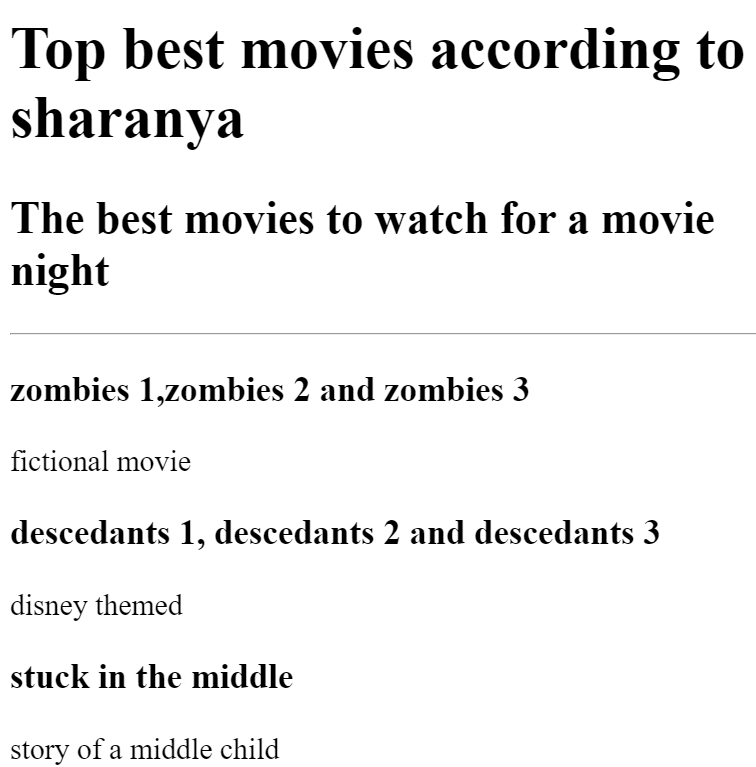 Top best movies according to
sharanya
The best movies to watch for a movie
night
zombies 1,zombies 2 and zombies 3
fictional movie
descedants 1, descedants 2 and descedants 3
disney themed
stuck in the middle
story of a middle child